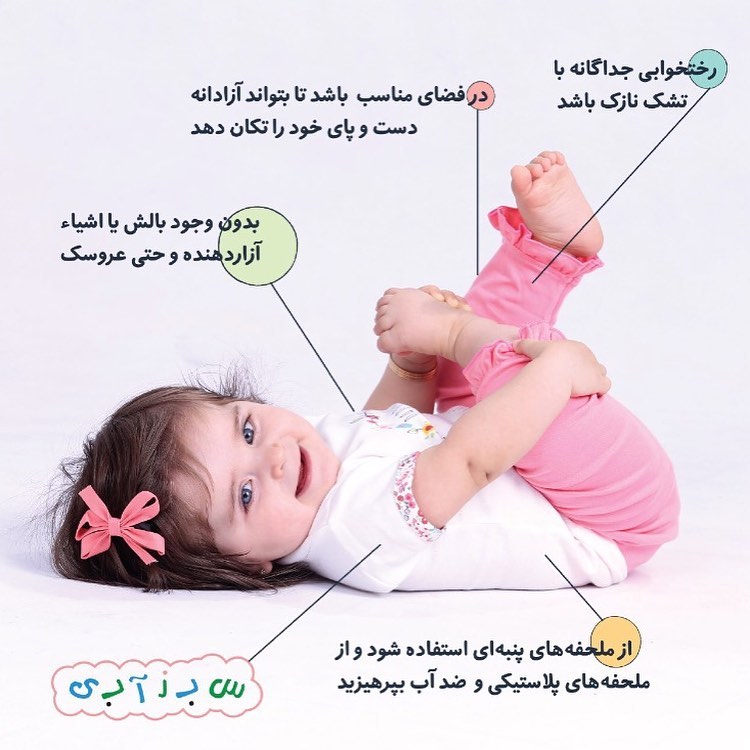 رختخوابی جداگانه با
تشک نازک باشد
در فضای مناسب باشد تا بتواند آزادانه
دست و پای خود را تکان دهد
بدون وجود بالش یا اشیاء
آزاردهنده و حتی عروسک
از ملحفه‌های پنبه‌ای استفاده شود و از
ملحفه‌های پلاستیکی و ضد آب بپرهیزید
سبز آبی